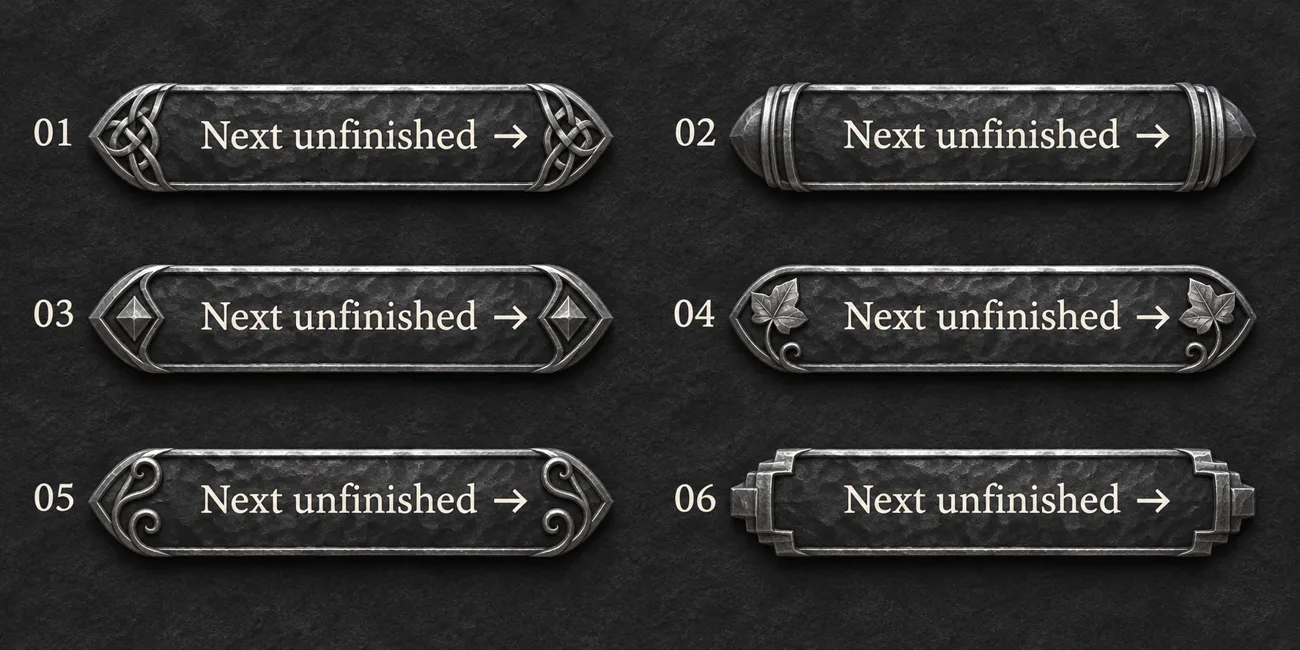 01 Next unfinished →
02 Next unfinished →
03 Next unfinished →
04 Next unfinished →
05 Next unfinished →
06 Next unfinished →